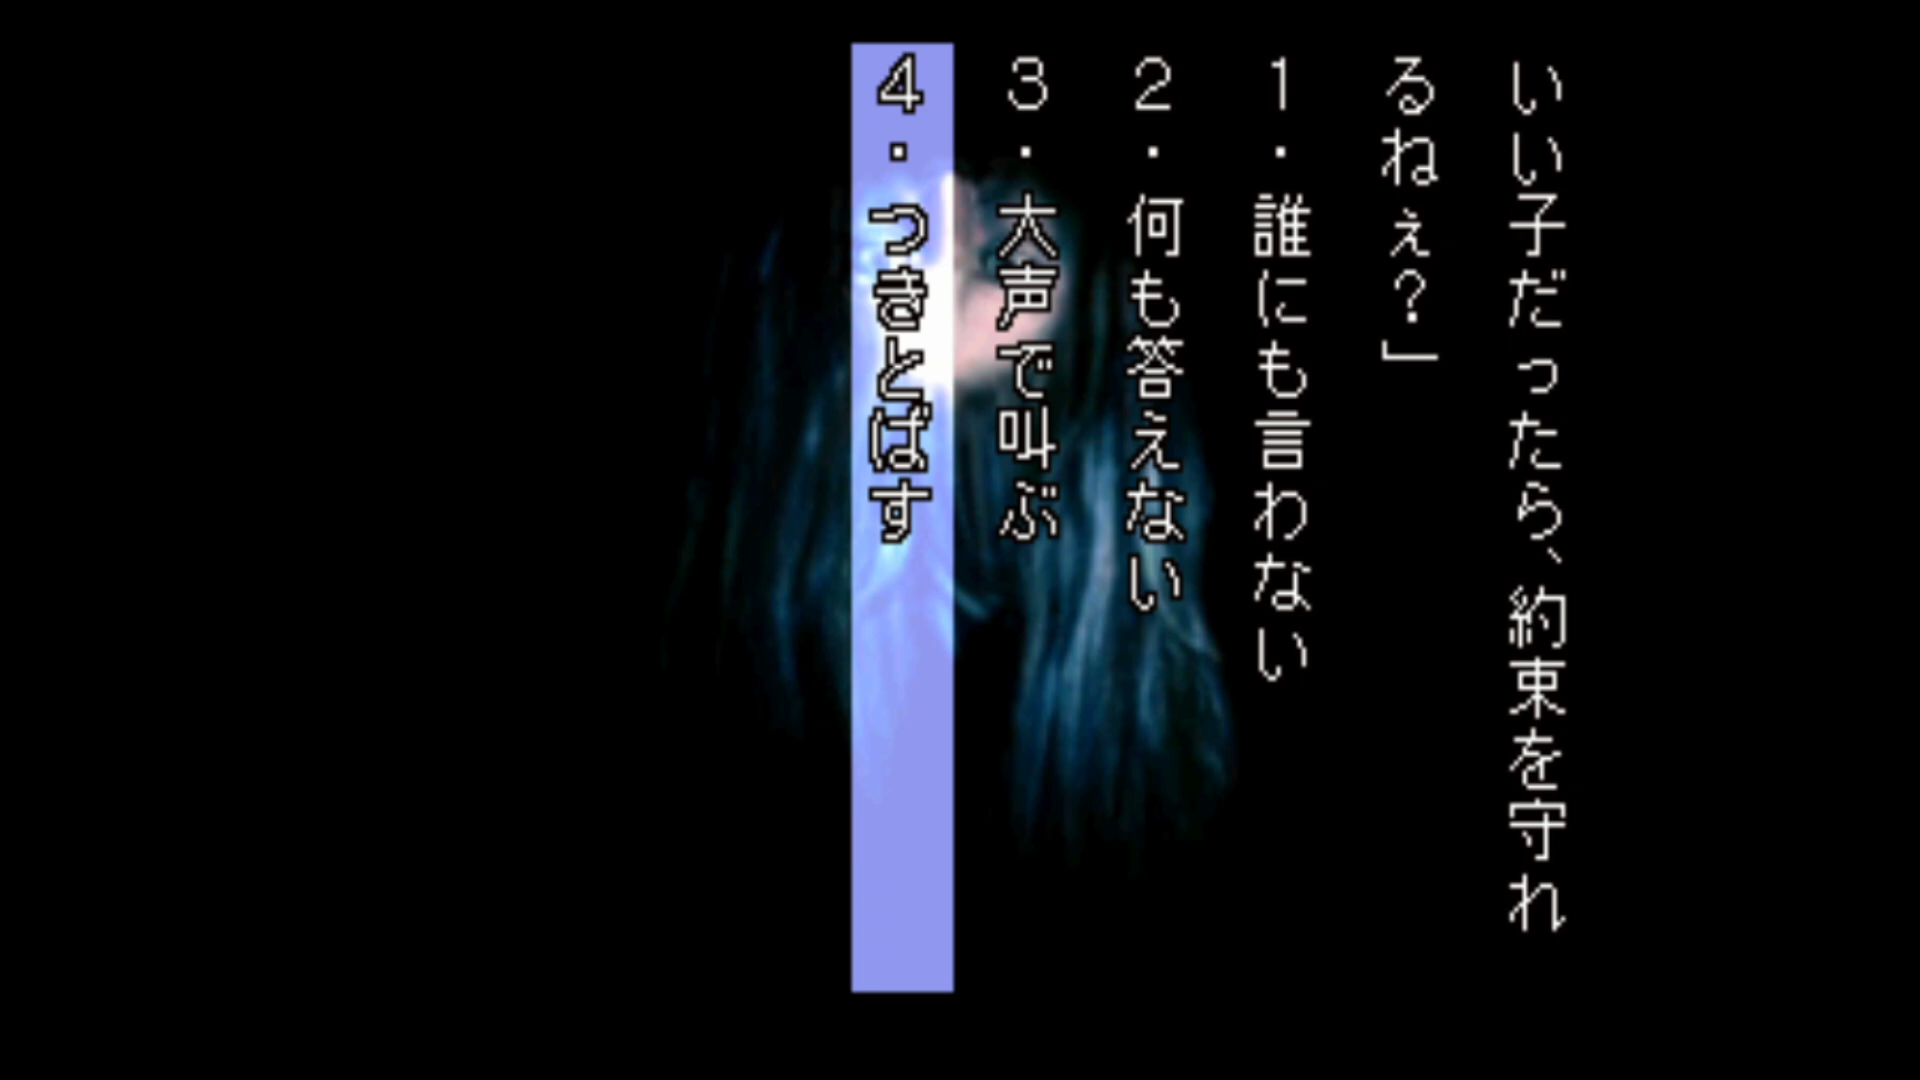 いい子だったら、約束を守れ
るねぇ？」
１・誰にも言わない
２・何も答えない
３・大声で叫ぶ
４・つきとばす